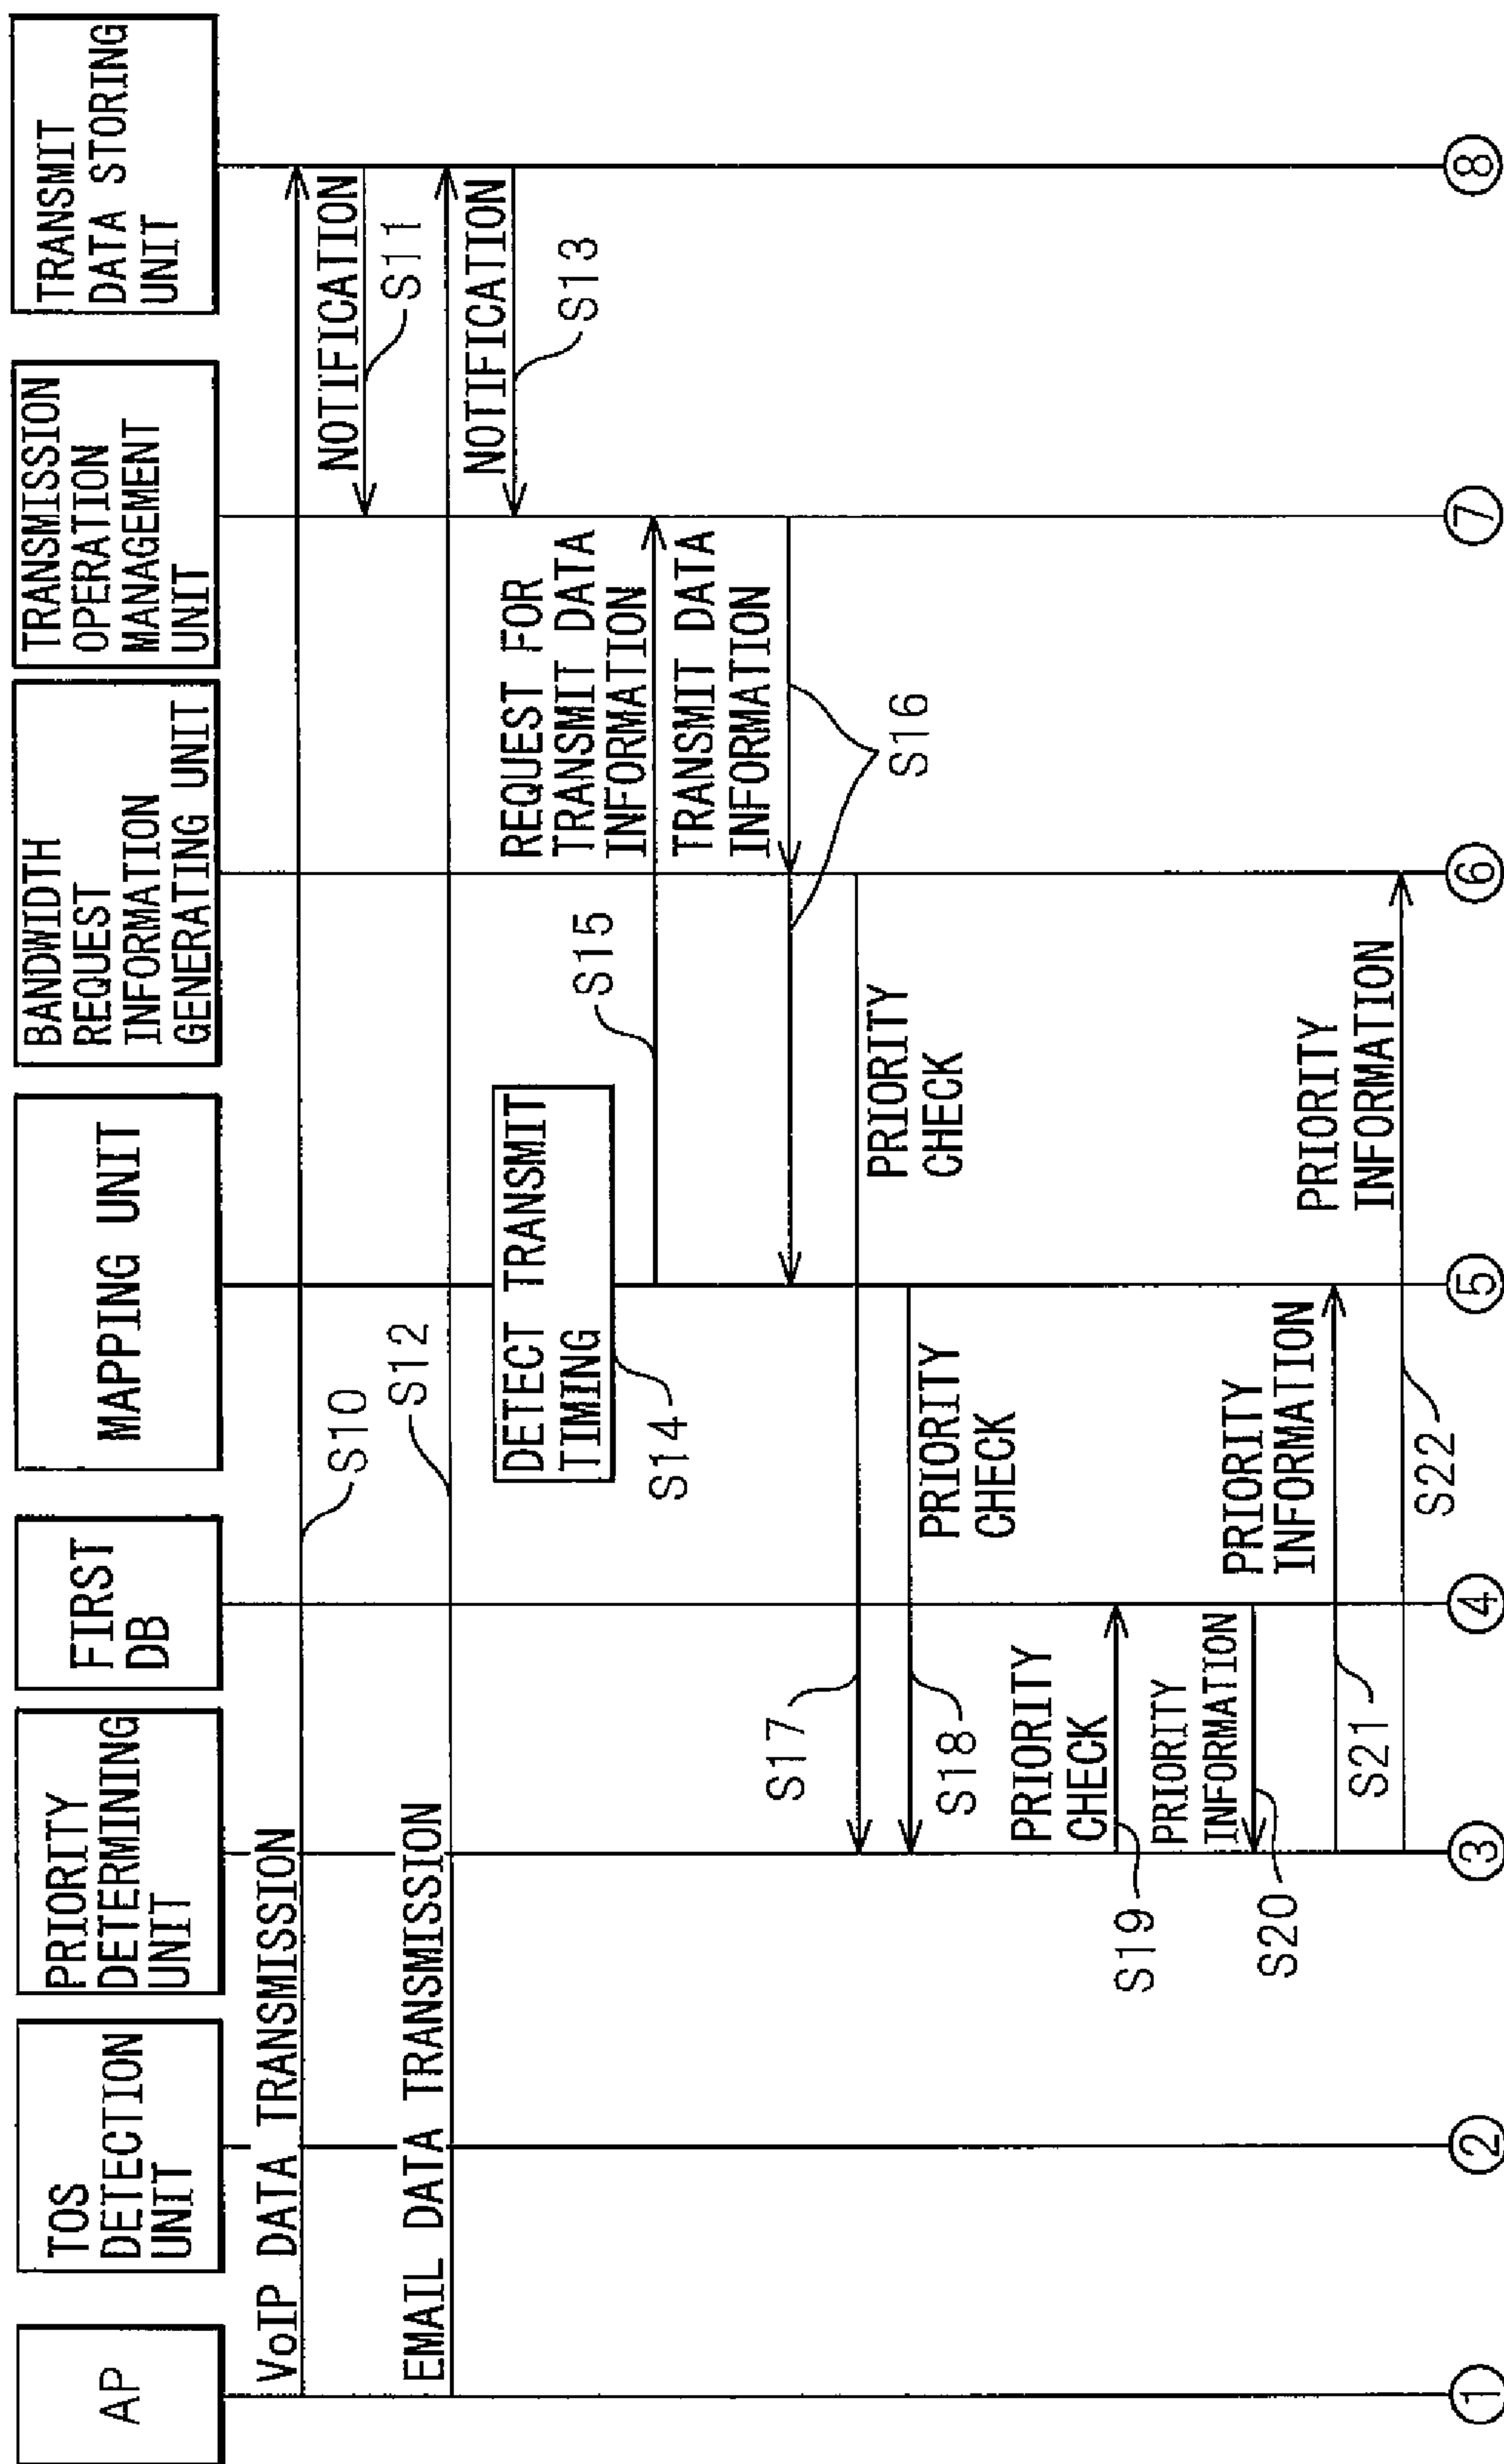 AP
TOS
DETECTION
UNIT
PRIORITY
DETERMINING
UNIT
FIRST
DB
MAPPING UNIT
BANDWIDTH
REQUEST
INFORMATION
GENERATING UNIT
TRANSMISSION
OPERATION
MANAGEMENT
UNIT
TRANSMIT
DATA STORING
UNIT
VoIP DATA TRANSMISSION
S10
NOTIFICATION
S11
EMAIL DATA TRANSMISSION
S12
NOTIFICATION
S13
DETECT TRANSMIT
TIMING
S14
S15
REQUEST FOR
TRANSMIT DATA
INFORMATION
TRANSMIT DATA
INFORMATION
S16
S17
PRIORITY
CHECK
S18
PRIORITY
CHECK
PRIORITY
CHECK
S19
PRIORITY
INFORMATION
S20
PRIORITY
INFORMATION
S21
PRIORITY
INFORMATION
S22
1
2
3
4
5
6
7
8